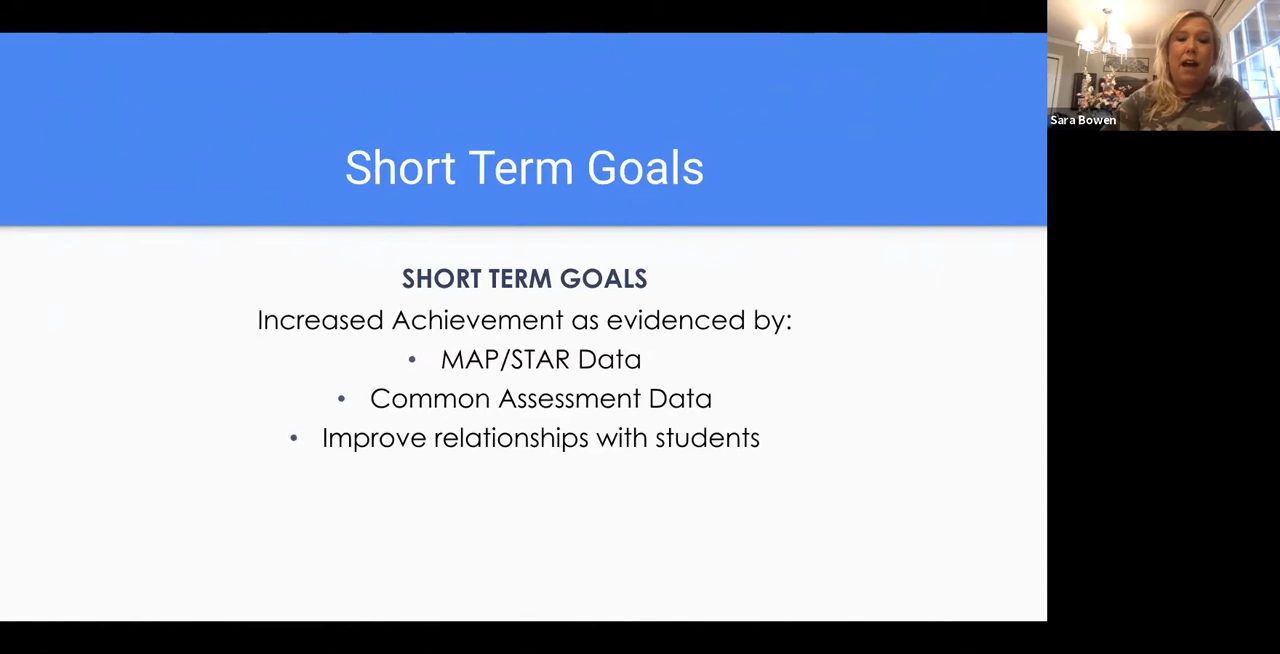 Short Term Goals
SHORT TERM GOALS
Increased Achievement as evidenced by:
• MAP/STAR Data
• Common Assessment Data
• Improve relationships with students
Sara Bowen